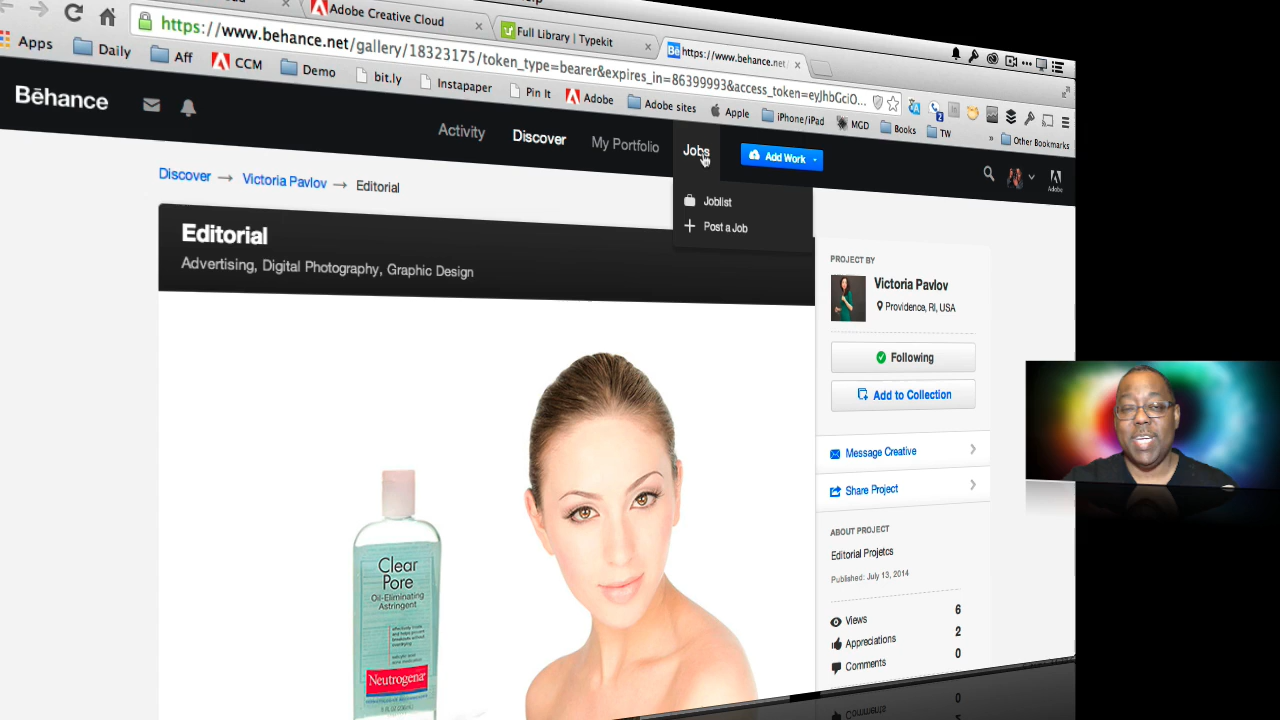 Adobe Creative Cloud
Full Library | Typekit
https://www.behance.net/
https://www.behance.net/gallery/18323175/token_type=bearer&expires_in=86399993&access_token=eyJhbGciO...
Apps Daily Aff CCM Demo bit.ly Instapaper Pin It Adobe Adobe sites Apple iPhone/iPad MGD Books TW » Other Bookmarks
Bēhance Activity Discover My Portfolio Jobs Add Work Adobe
Joblist
Post a Job
Discover → Victoria Pavlov → Editorial
Editorial
Advertising, Digital Photography, Graphic Design
PROJECT BY
Victoria Pavlov
Providence, RI, USA
Following
Add to Collection
Message Creative
Share Project
ABOUT PROJECT
Editorial Projetcs
Published: July 13, 2014
Views 6
Appreciations 2
Comments 0
Clear
Pore
Oil-Eliminating
Astringent
Neutrogena